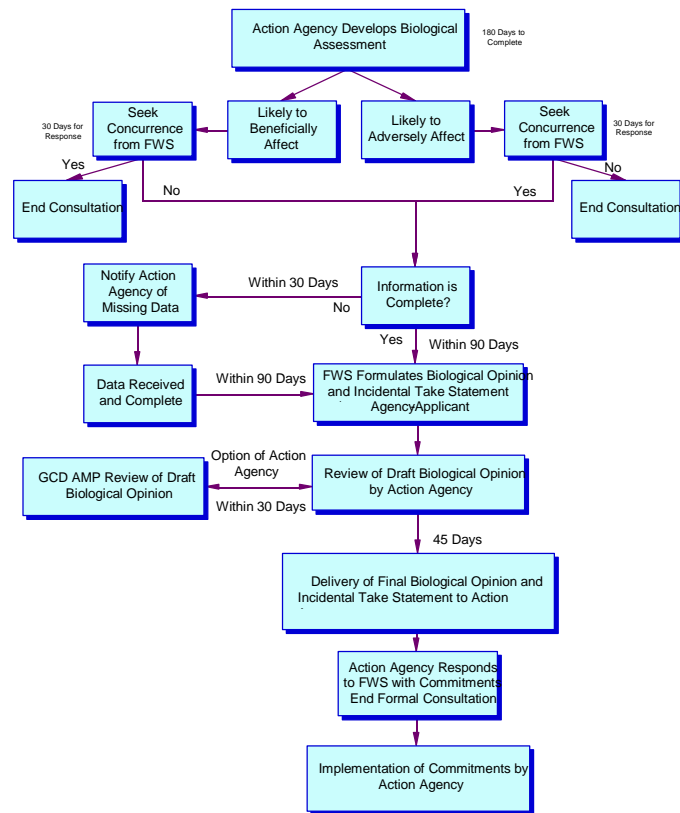 Action Agency Develops Biological
Assessment
180 Days to
Complete
30 Days for
Response
Seek
Concurrence
from FWS
Likely to
Beneficially
Affect
Likely to
Adversely Affect
Seek
Concurrence
from FWS
30 Days for
Response
Yes
No
Yes
No
End Consultation
End Consultation
Notify Action
Agency of
Missing Data
Within 30 Days
No
Information is
Complete?
Yes
Within 90 Days
Data Received
and Complete
Within 90 Days
FWS Formulates Biological Opinion
and Incidental Take Statement
Agency Applicant
GCD AMP Review of Draft
Biological Opinion
Option of Action
Agency
Within 30 Days
Review of Draft Biological Opinion
by Action Agency
45 Days
Delivery of Final Biological Opinion and
Incidental Take Statement to Action
Action Agency Responds
to FWS with Commitments
End Formal Consultation
Implementation of Commitments by
Action Agency